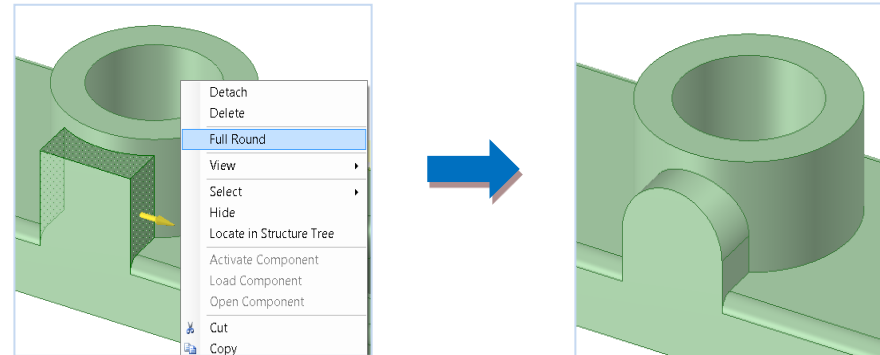 Detach
Delete
Full Round
View
Select
Hide
Locate in Structure Tree
Activate Component
Load Component
Open Component
Cut
Copy